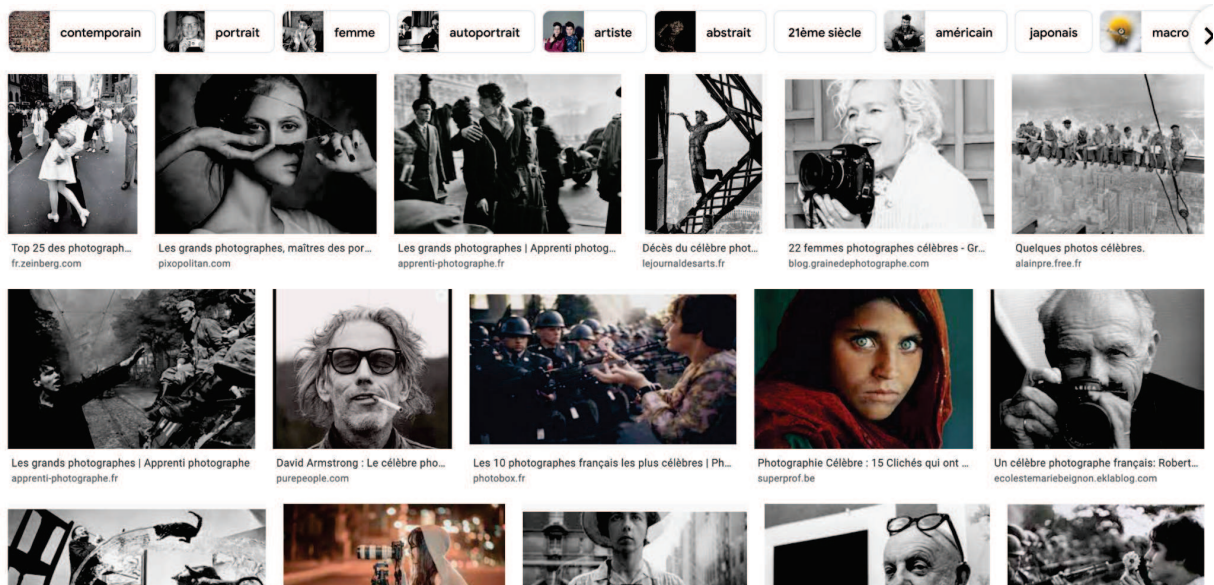 contemporain
portrait
femme
autoportrait
artiste
abstrait
21ème siècle
américain
japonais
macro
Top 25 des photograph...
fr.zeinberg.com
Les grands photographes, maîtres des por...
pixopolitan.com
Les grands photographes | Apprenti photog...
apprenti-photographe.fr
Décès du célèbre phot...
lejournaldesarts.fr
22 femmes photographes célèbres - Gr...
blog.grainedephotographe.com
Quelques photos célèbres.
alainpre.free.fr
Les grands photographes | Apprenti photographe
apprenti-photographe.fr
David Armstrong : Le célèbre pho...
purepeople.com
Les 10 photographes français les plus célèbres | Ph...
photobox.fr
Photographie Célèbre : 15 Clichés qui ont ...
superprof.be
Un célèbre photographe français: Robert...
ecolestemariebeignon.eklablog.com